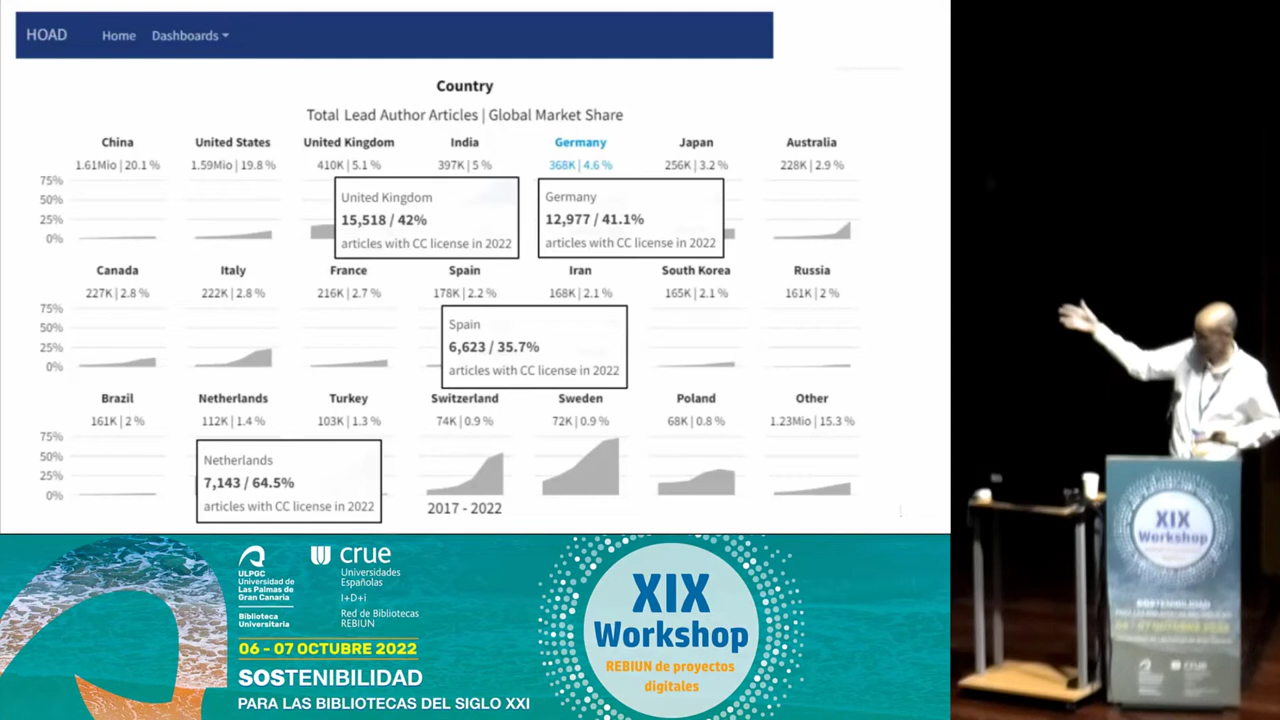 HOAD Home Dashboards
Country
Total Lead Author Articles | Global Market Share
China United States United Kingdom India Germany Japan Australia
1.61Mio | 20.1 % 1.59Mio | 19.8 % 410K | 5.1 % 397K | 5 % 368K | 4.6 % 256K | 3.2 % 228K | 2.9 %
75%
50%
25%
0%
United Kingdom
15,518 / 42%
articles with CC license in 2022
Germany
12,977 / 41.1%
articles with CC license in 2022
Canada Italy France Spain Iran South Korea Russia
227K | 2.8 % 222K | 2.8 % 216K | 2.7 % 178K | 2.2 % 168K | 2.1 % 165K | 2.1 % 161K | 2 %
75%
50%
25%
0%
Spain
6,623 / 35.7%
articles with CC license in 2022
Brazil Netherlands Turkey Switzerland Sweden Poland Other
161K | 2 % 112K | 1.4 % 103K | 1.3 % 74K | 0.9 % 72K | 0.9 % 68K | 0.8 % 1.23Mio | 15.3 %
75%
50%
25%
0%
Netherlands
7,143 / 64.5%
articles with CC license in 2022
2017 - 2022
ULPGC
Universidad de
Las Palmas de
Gran Canaria
Biblioteca
Universitaria
crue
Universidades
Españolas
I+D+i
Red de Bibliotecas
REBIUN
06 - 07 OCTUBRE 2022
SOSTENIBILIDAD
PARA LAS BIBLIOTECAS DEL SIGLO XXI
XIX
Workshop
REBIUN de proyectos
digitales
XIX
Workshop
SOSTENIBILIDAD
06 - 07 OCTUBRE 2022
crue